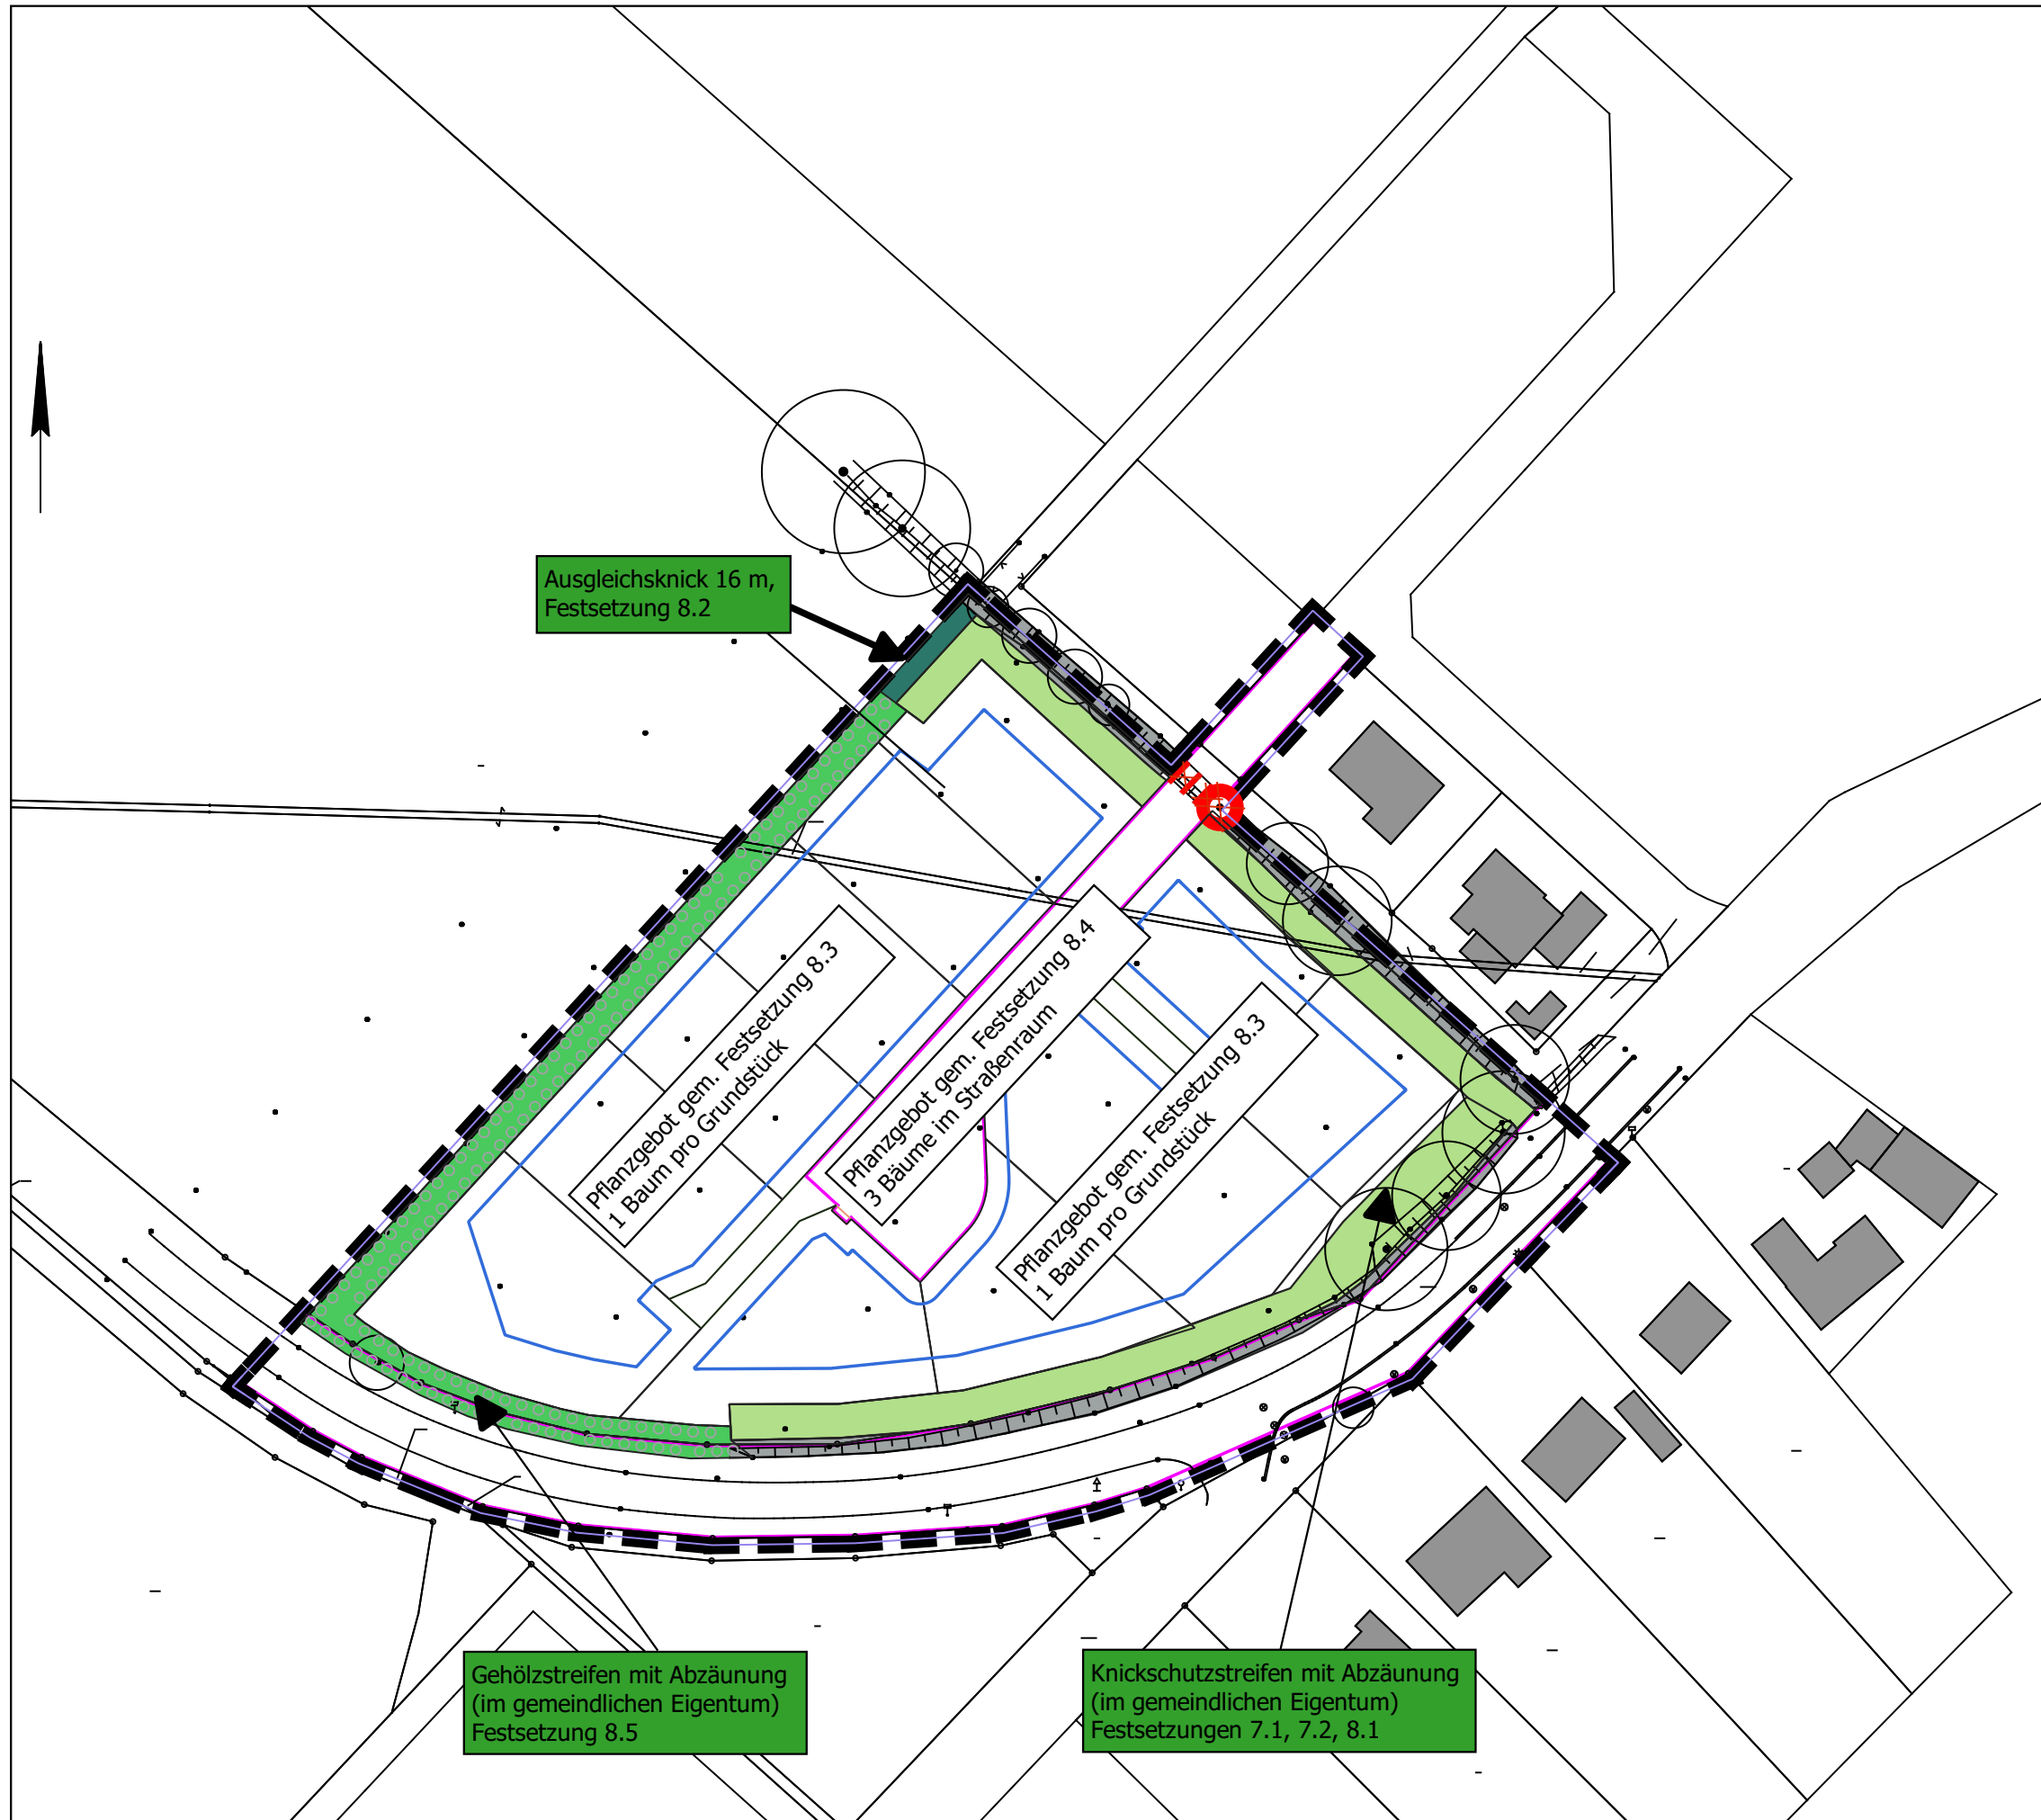 Ausgleichsknick 16 m,
Festsetzung 8.2
Pflanzgebot gem. Festsetzung 8.3
1 Baum pro Grundstück
Pflanzgebot gem. Festsetzung 8.4
3 Bäume im Straßenraum
Pflanzgebot gem. Festsetzung 8.3
1 Baum pro Grundstück
Gehölzstreifen mit Abzäunung
(im gemeindlichen Eigentum)
Festsetzung 8.5
Knickschutzstreifen mit Abzäunung
(im gemeindlichen Eigentum)
Festsetzungen 7.1, 7.2, 8.1